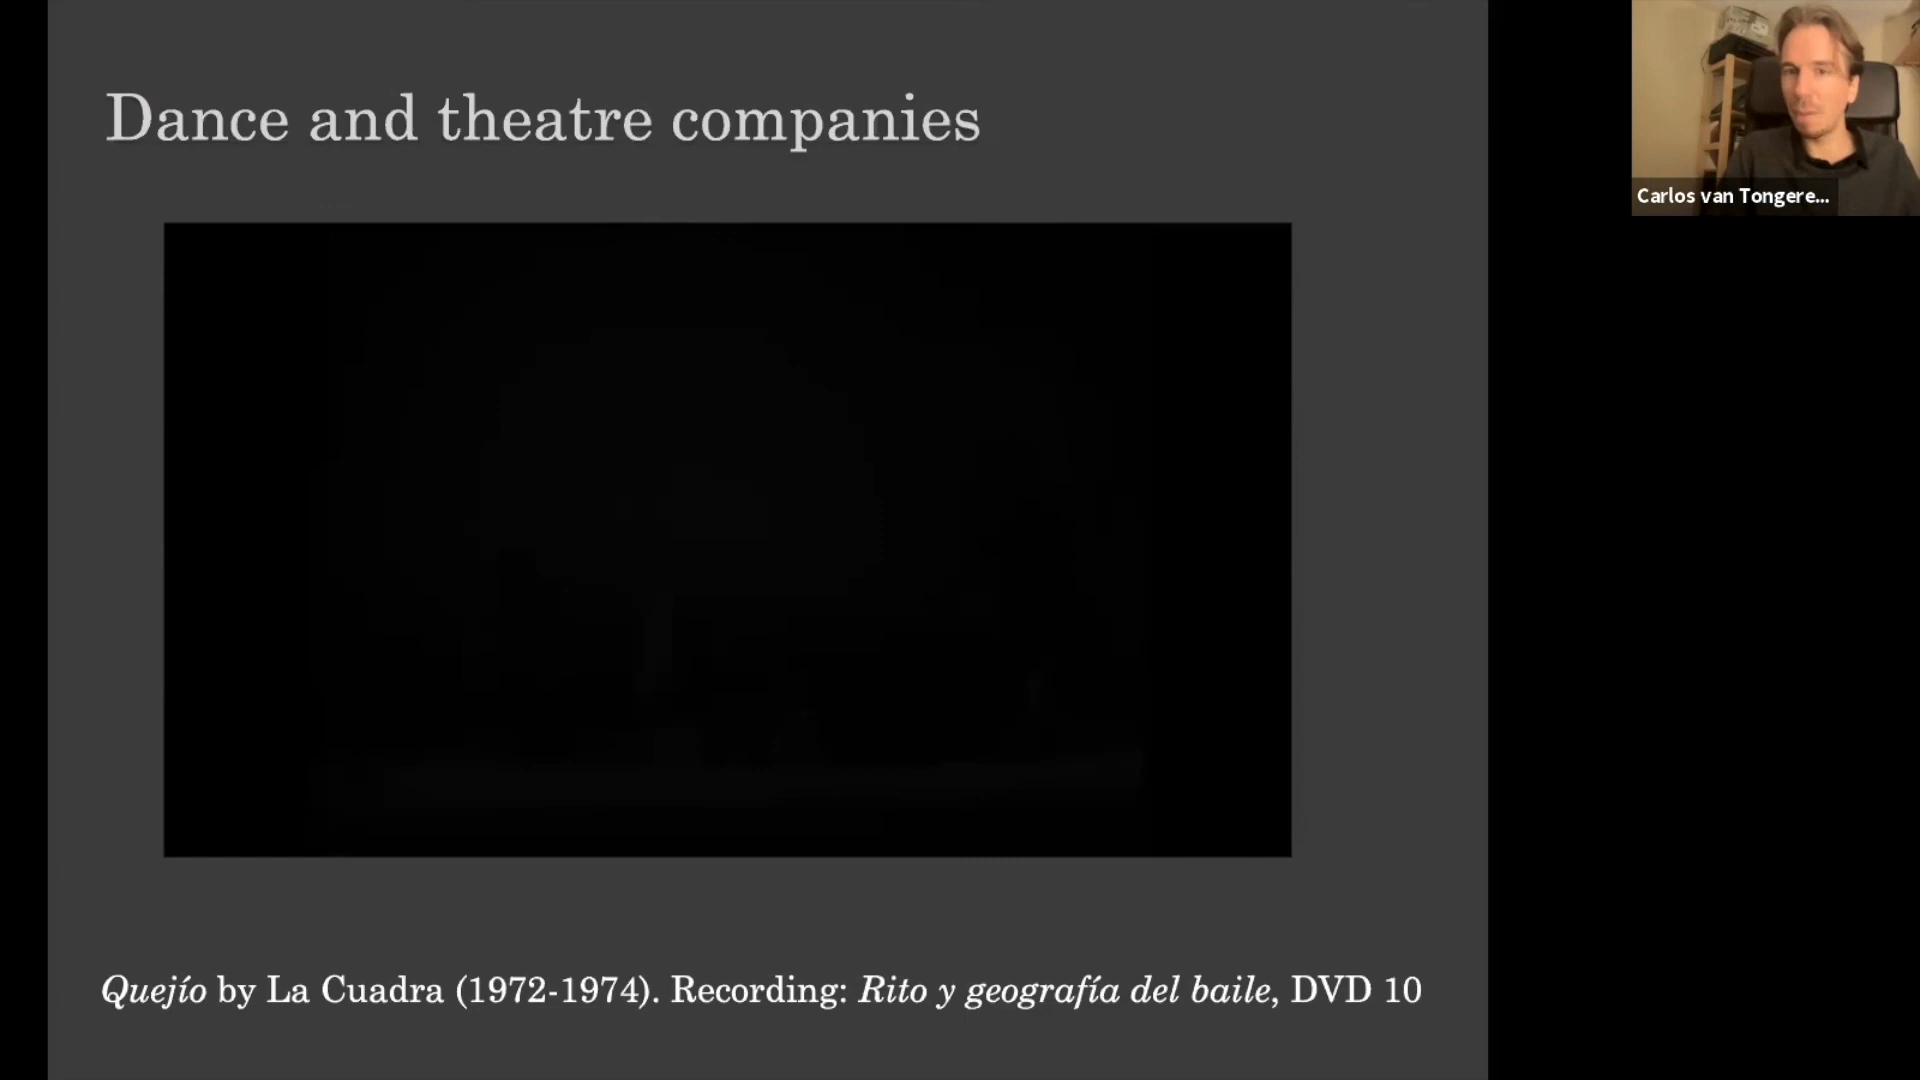 Dance and theatre companies
Carlos van Tongere...
Quejío by La Cuadra (1972-1974). Recording: Rito y geografía del baile, DVD 10